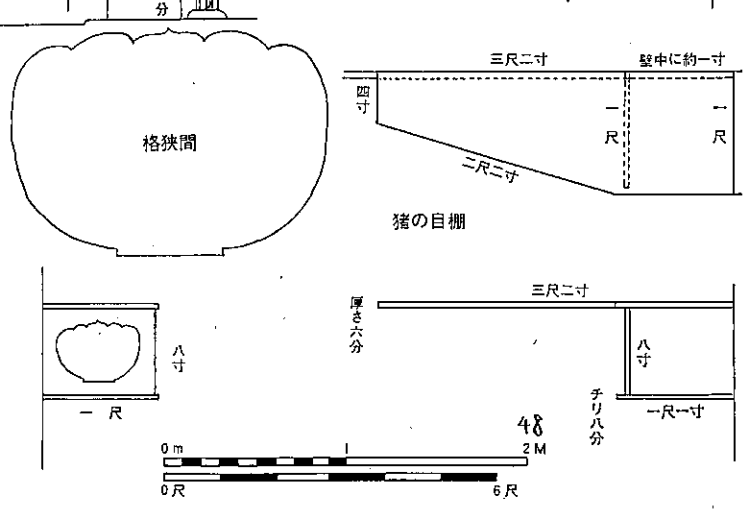 分
三尺二寸
壁中に約一寸
四寸
一尺
一尺
二尺二寸
格狭間
猪の目棚
三尺二寸
厚さ六分
八寸
八寸
一尺
チリ八分
一尺一寸
48
0m 1 2M
0尺 6尺